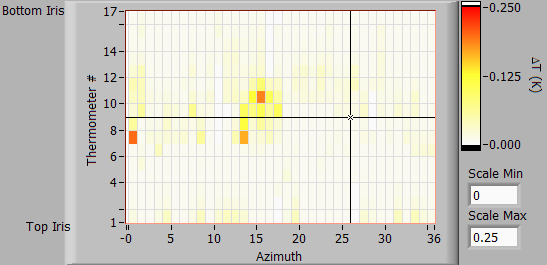 Bottom Iris
17
14
12
10
8
6
4
1
Thermometer #
Top Iris
-0 5 10 15 20 25 30 36
Azimuth
-0.250
-0.125
-0.000
ΔT (K)
Scale Min
0
Scale Max
0.25